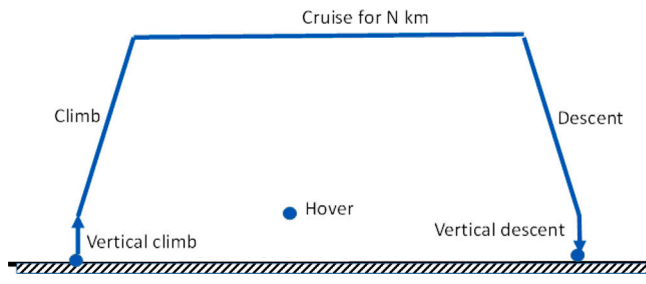 Cruise for N km
Climb
Descent
Hover
Vertical climb
Vertical descent